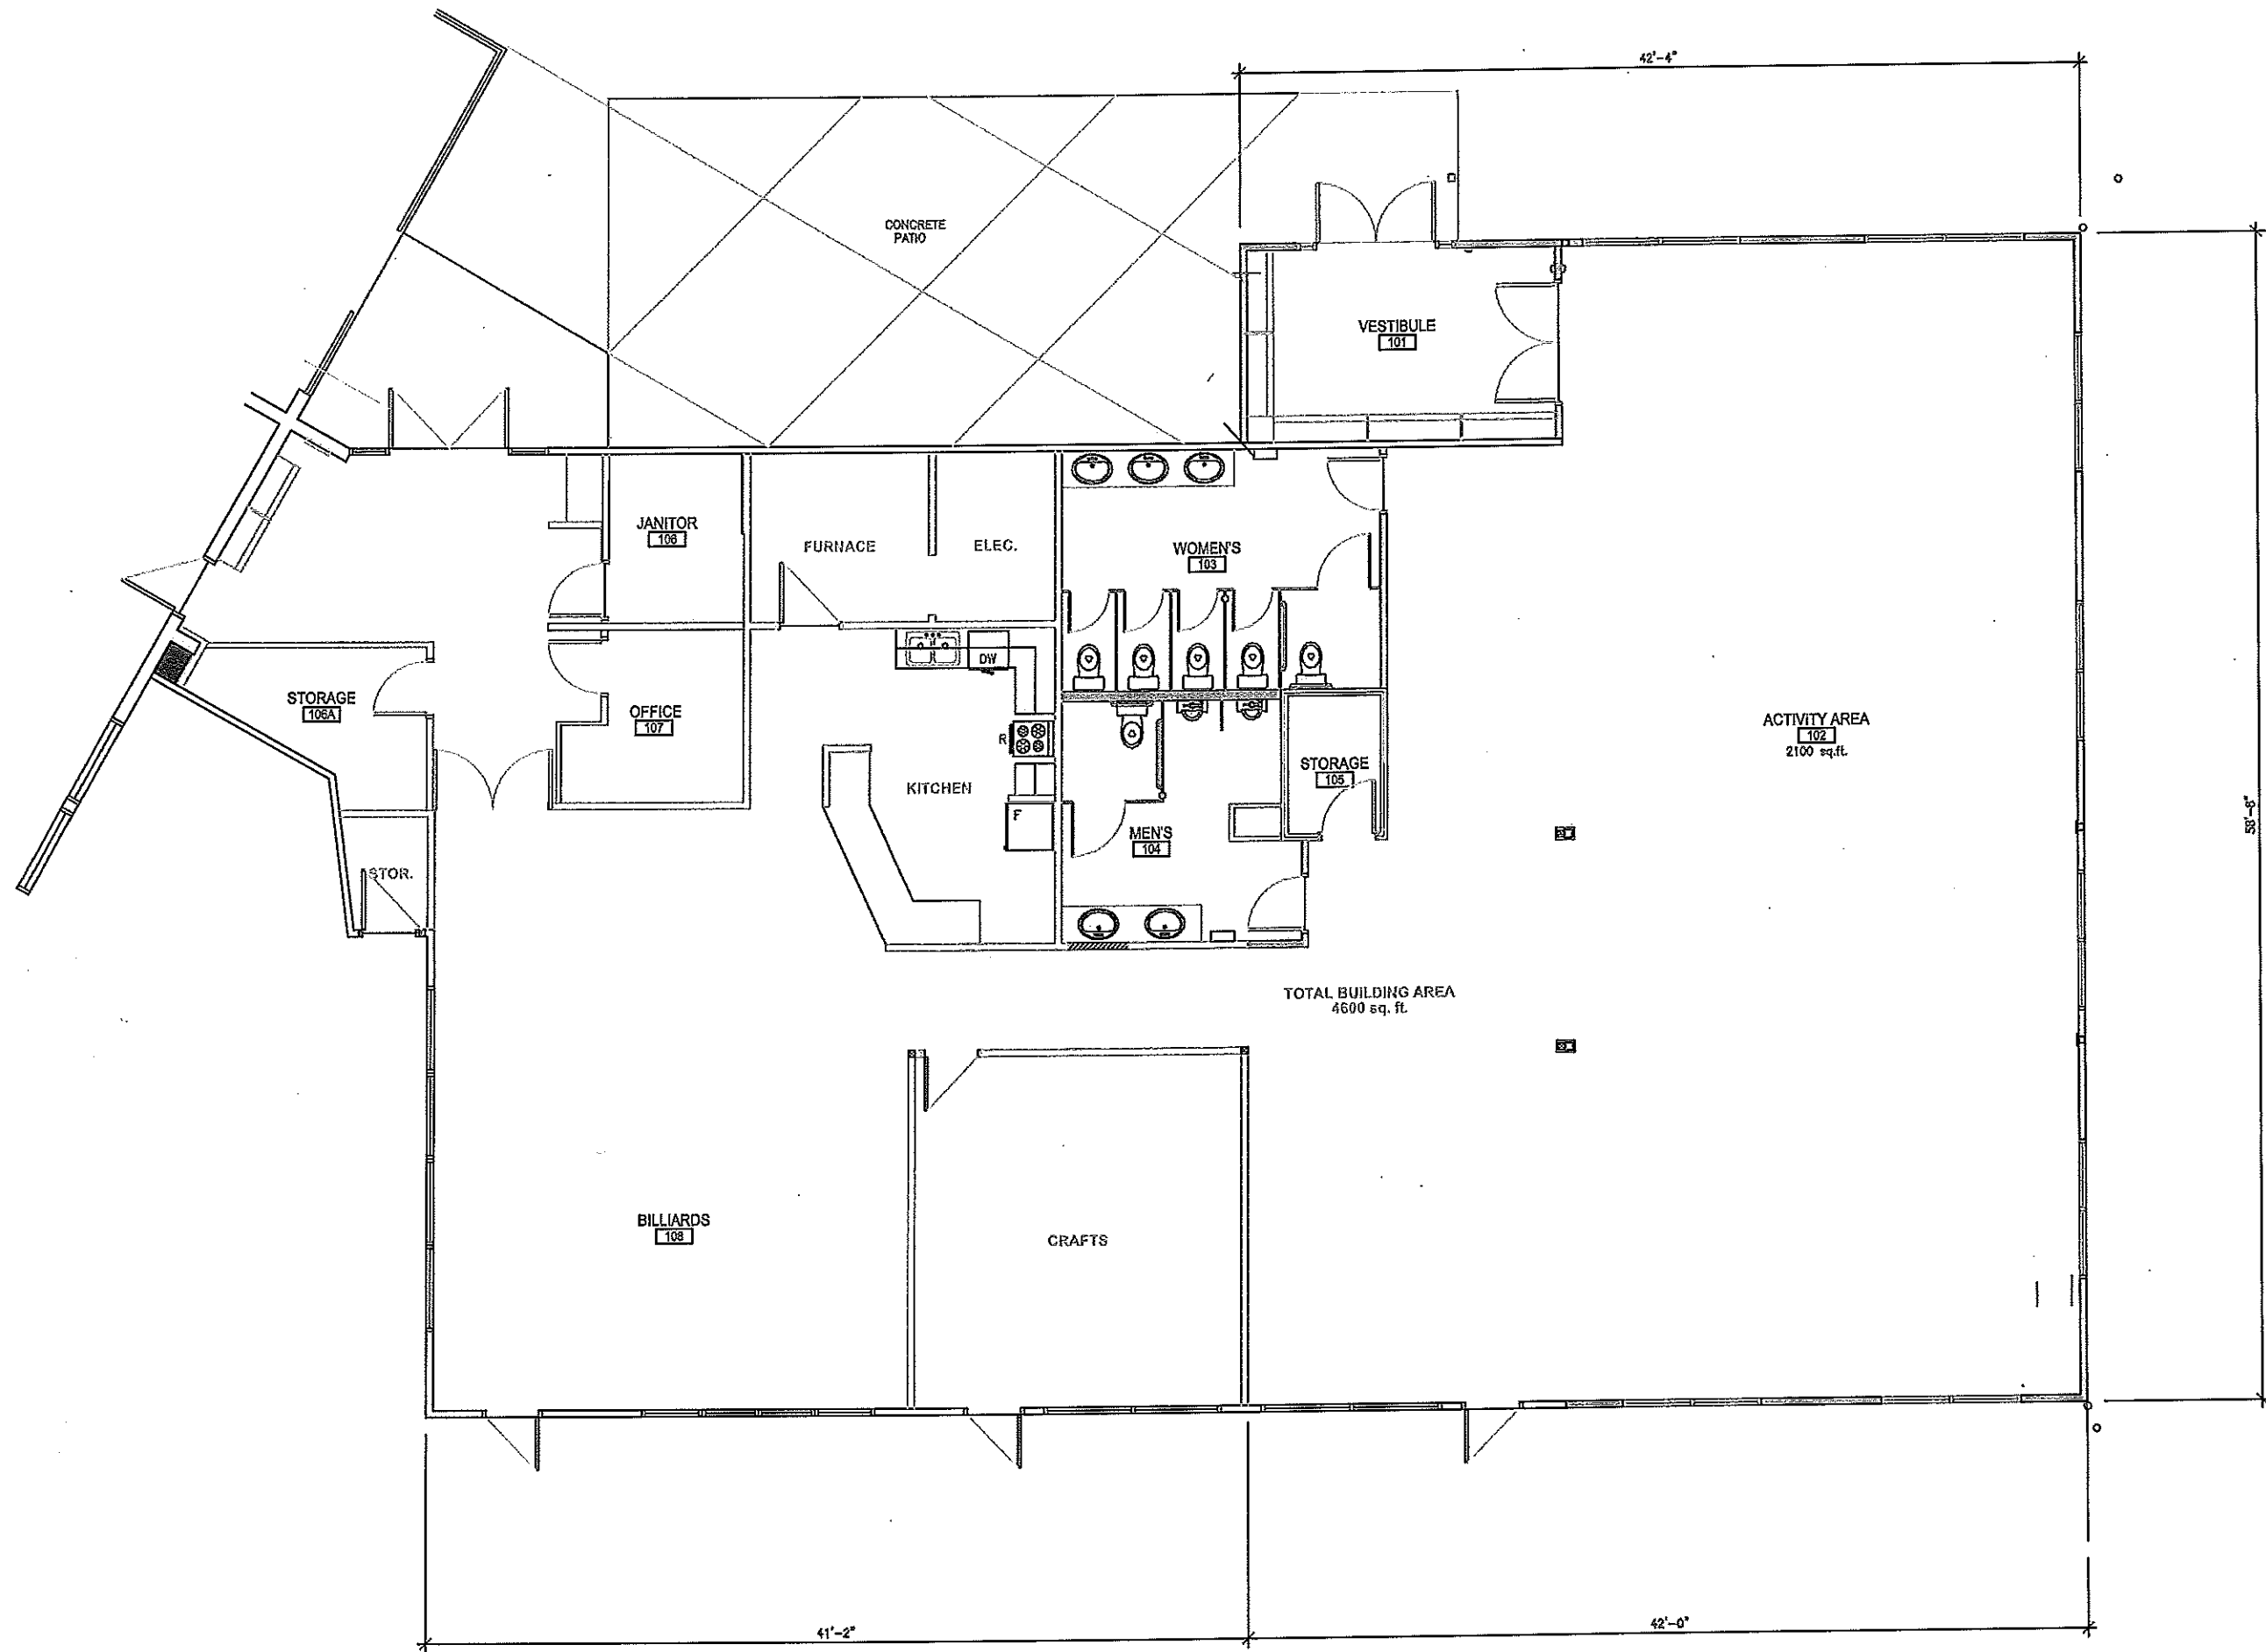 42'-4"
CONCRETE
PATIO
VESTIBULE
101
JANITOR
106
FURNACE
ELEC.
WOMEN'S
103
DW
STORAGE
106A
OFFICE
107
R
KITCHEN
F
STORAGE
105
MEN'S
104
ACTIVITY AREA
102
2100 sq.ft.
58'-8"
STOR.
TOTAL BUILDING AREA
4600 sq. ft.
BILLIARDS
108
CRAFTS
41'-2"
42'-0"